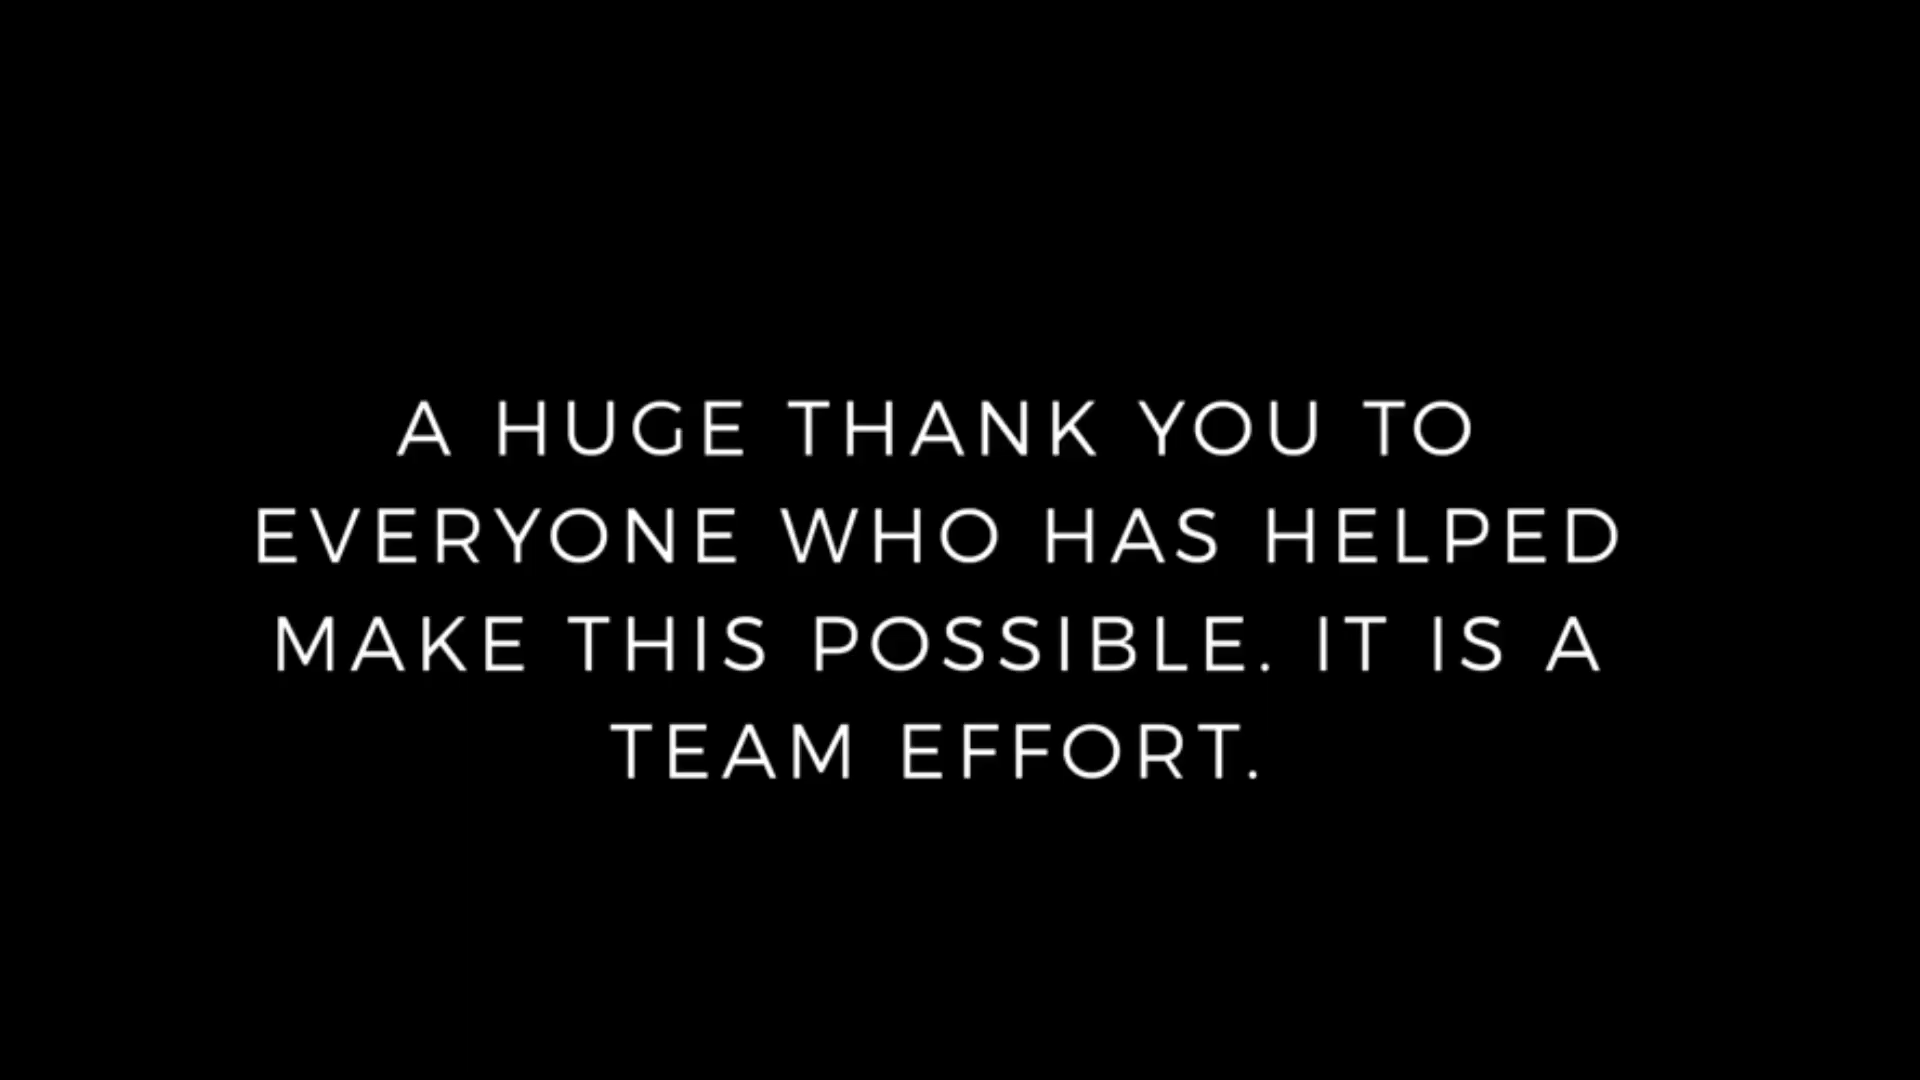 A HUGE THANK YOU TO
EVERYONE WHO HAS HELPED
MAKE THIS POSSIBLE. IT IS A
TEAM EFFORT.